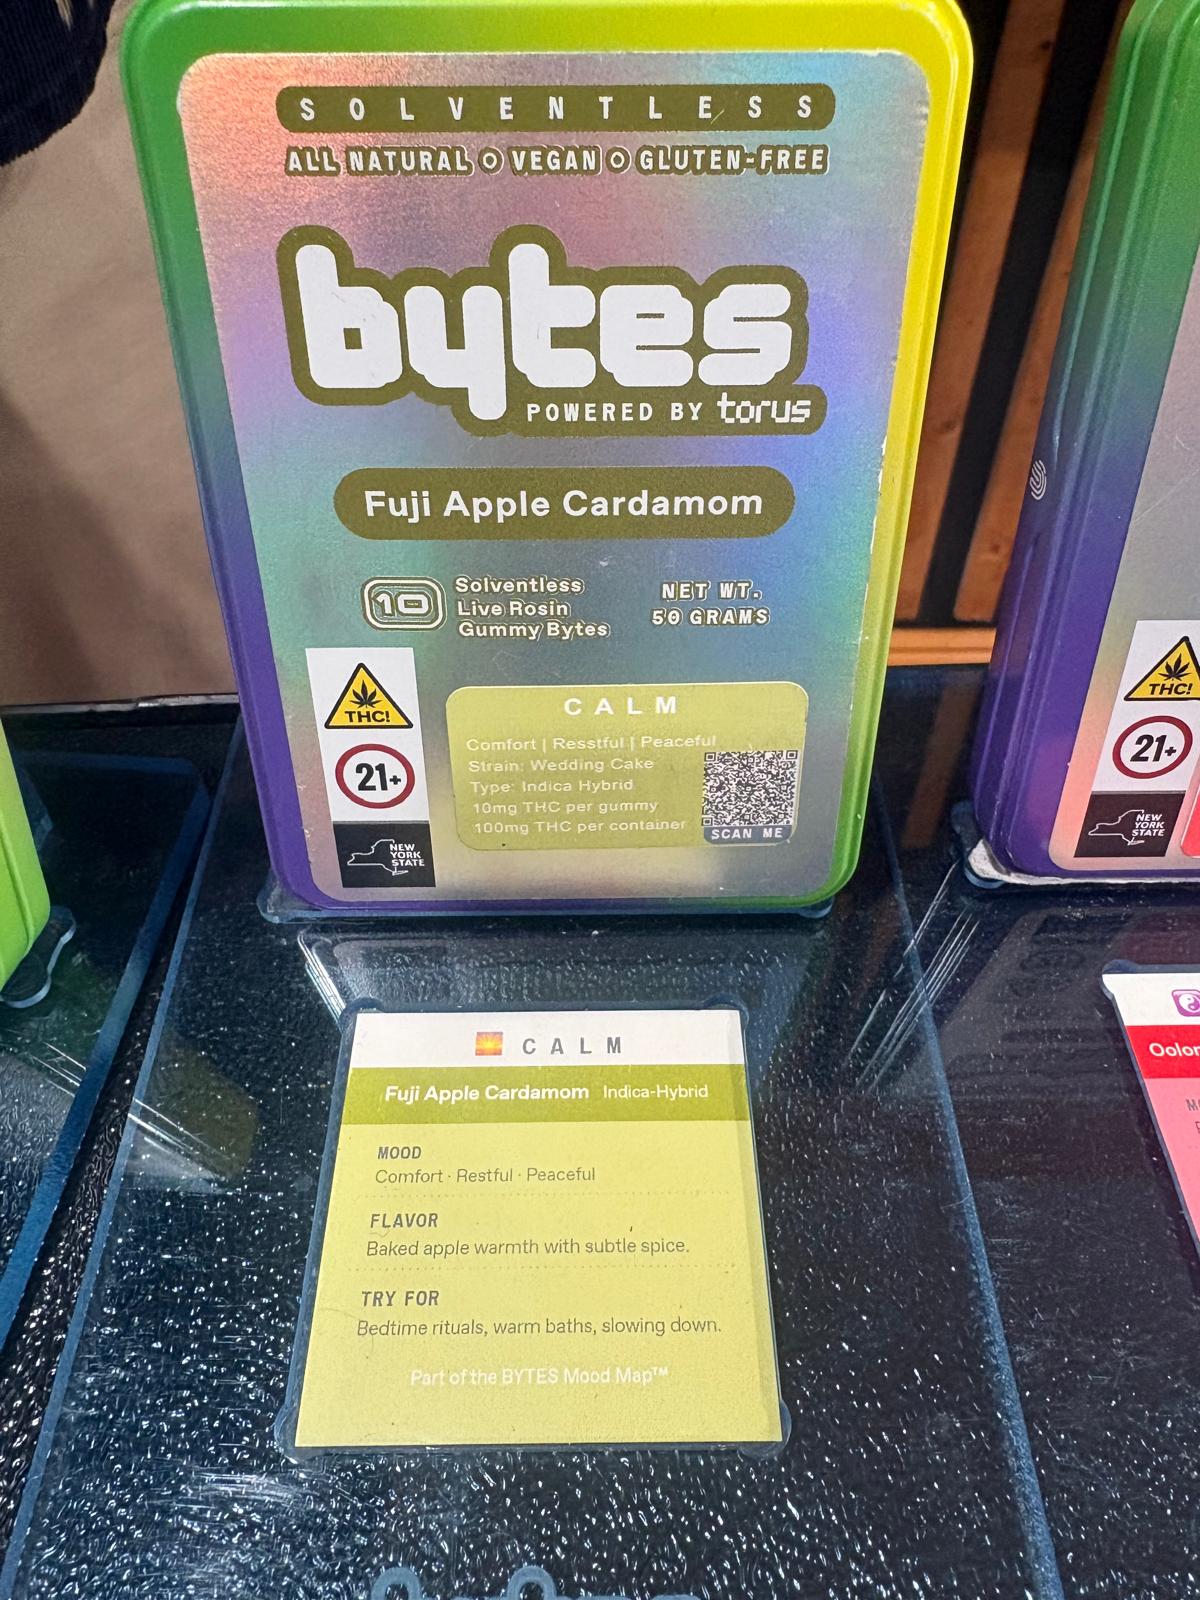 SOLVENTLESS
ALL NATURAL VEGAN GLUTEN-FREE
bytes
POWERED BY torus
Fuji Apple Cardamom
10
Solventless
Live Rosin
Gummy Bytes
NET WT.
50 GRAMS
THC!
21+
NEW
YORK
STATE
CALM
Comfort | Resstful | Peaceful
Strain: Wedding Cake
Type: Indica Hybrid
10mg THC per gummy
100mg THC per container
SCAN ME
THC!
21+
NEW
YORK
STATE
CALM
Fuji Apple Cardamom Indica-Hybrid
MOOD
Comfort · Restful · Peaceful
FLAVOR
Baked apple warmth with subtle spice.
TRY FOR
Bedtime rituals, warm baths, slowing down.
Part of the BYTES Mood Map™